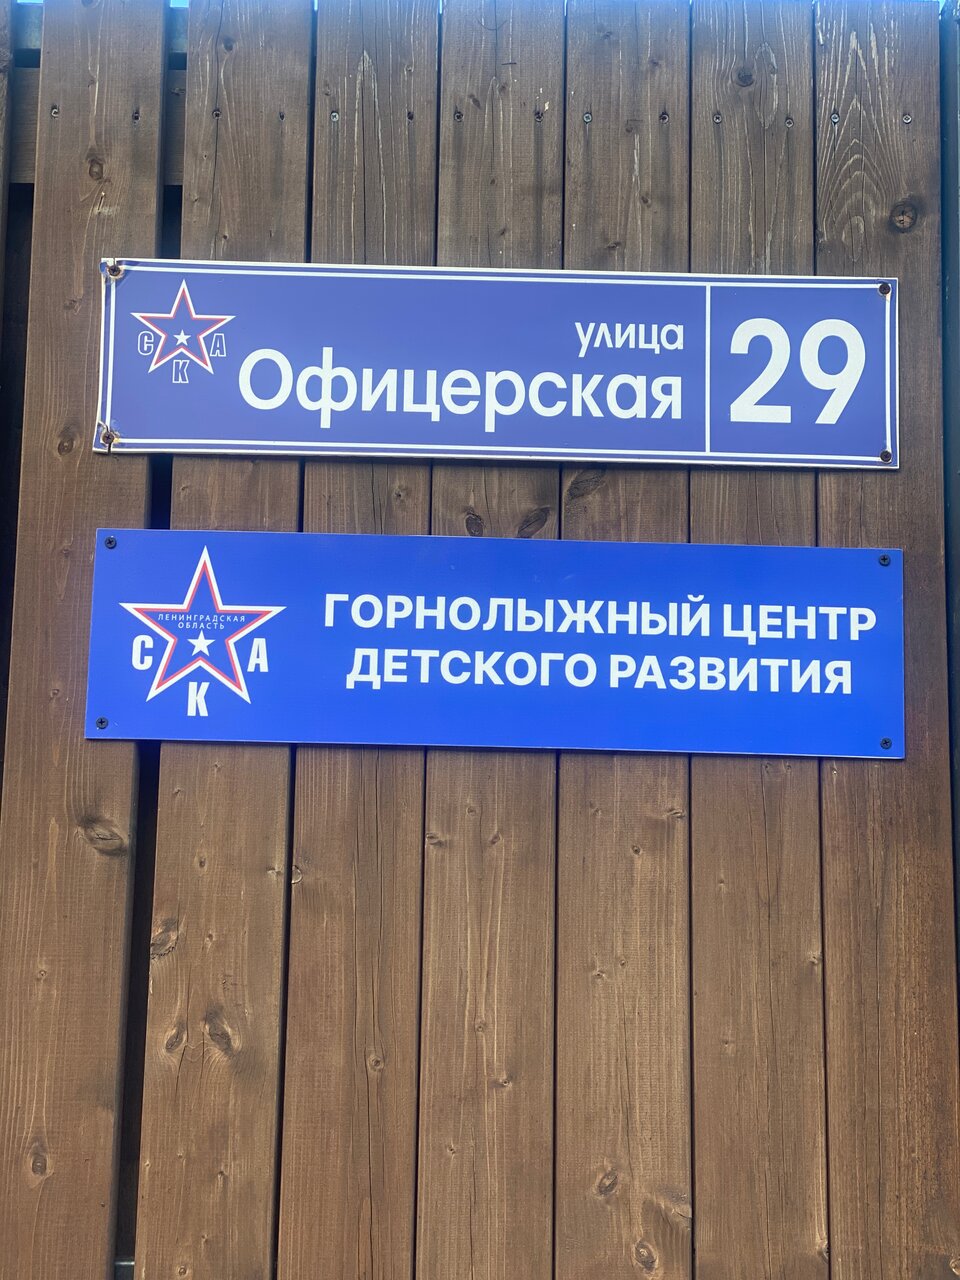 С А
К
улица
Офицерская
29
ЛЕНИНГРАДСКАЯ
ОБЛАСТЬ
С А
К
ГОРНОЛЫЖНЫЙ ЦЕНТР
ДЕТСКОГО РАЗВИТИЯ